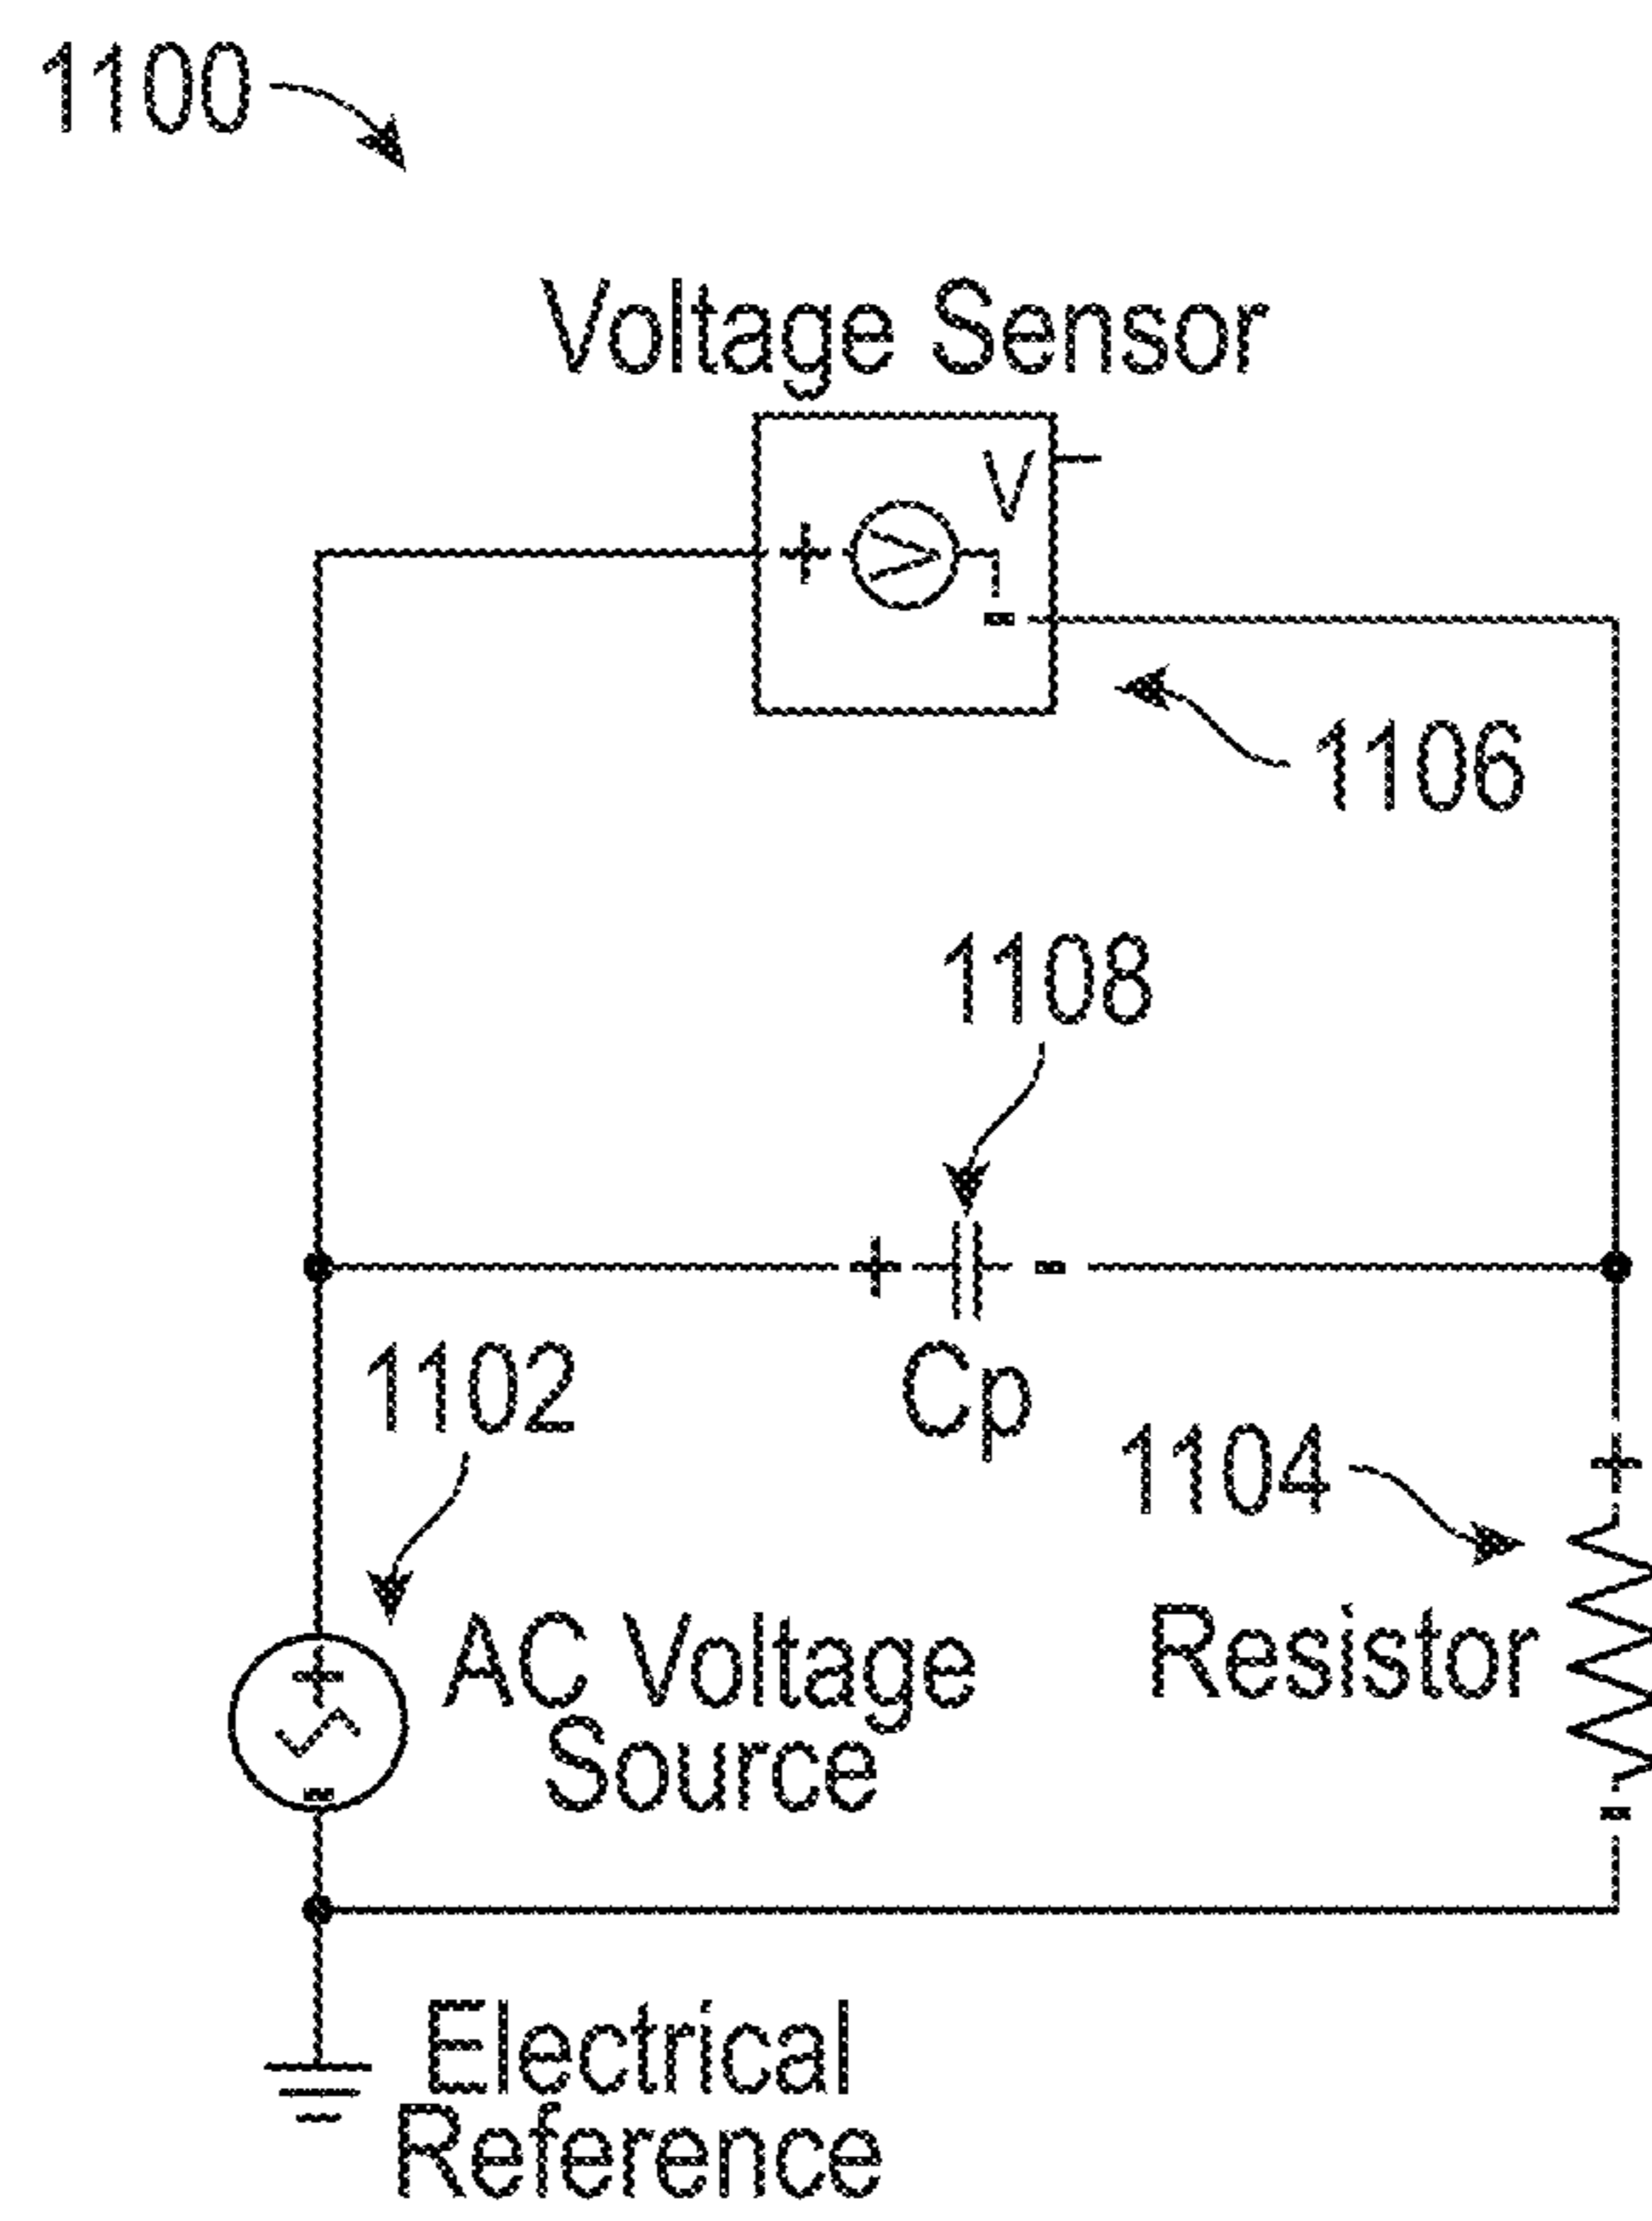 1100
Voltage Sensor
V
+ V
-
1106
1108
+ -
Cp
1102
1104
+
AC Voltage
Source
Resistor
+
-
-
Electrical
Reference